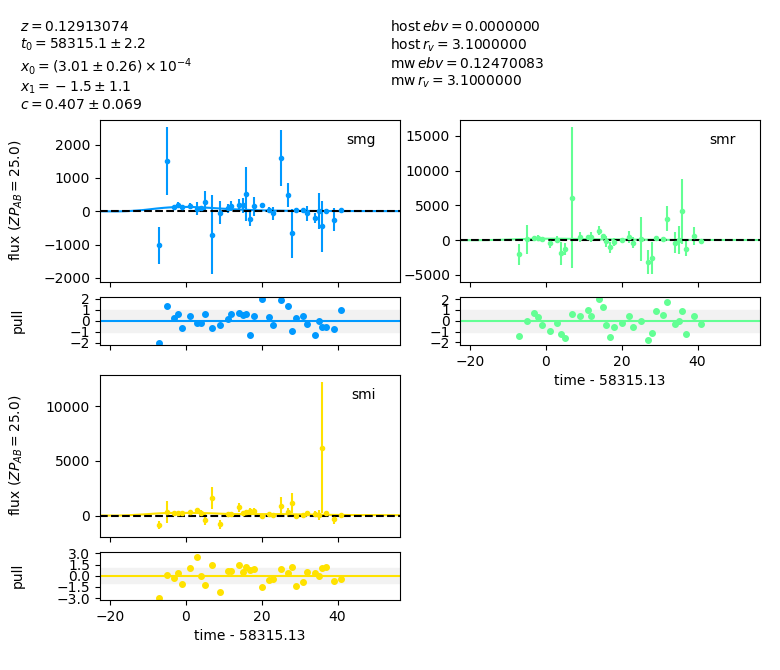 z = 0.12913074
t₀ = 58315.1 ± 2.2
x₀ = (3.01 ± 0.26) × 10⁻⁴
x₁ = −1.5 ± 1.1
c = 0.407 ± 0.069
host ebv = 0.0000000
host r_v = 3.1000000
mw ebv = 0.12470083
mw r_v = 3.1000000
smg
flux (ZP_AB = 25.0)
2000
1000
0
−1000
−2000
pull
2
1
0
−1
−2
smr
15000
10000
5000
0
−5000
2
1
0
−1
−2
−20
0
20
40
time - 58315.13
smi
flux (ZP_AB = 25.0)
10000
5000
0
pull
3.0
1.5
0.0
−1.5
−3.0
−20
0
20
40
time - 58315.13